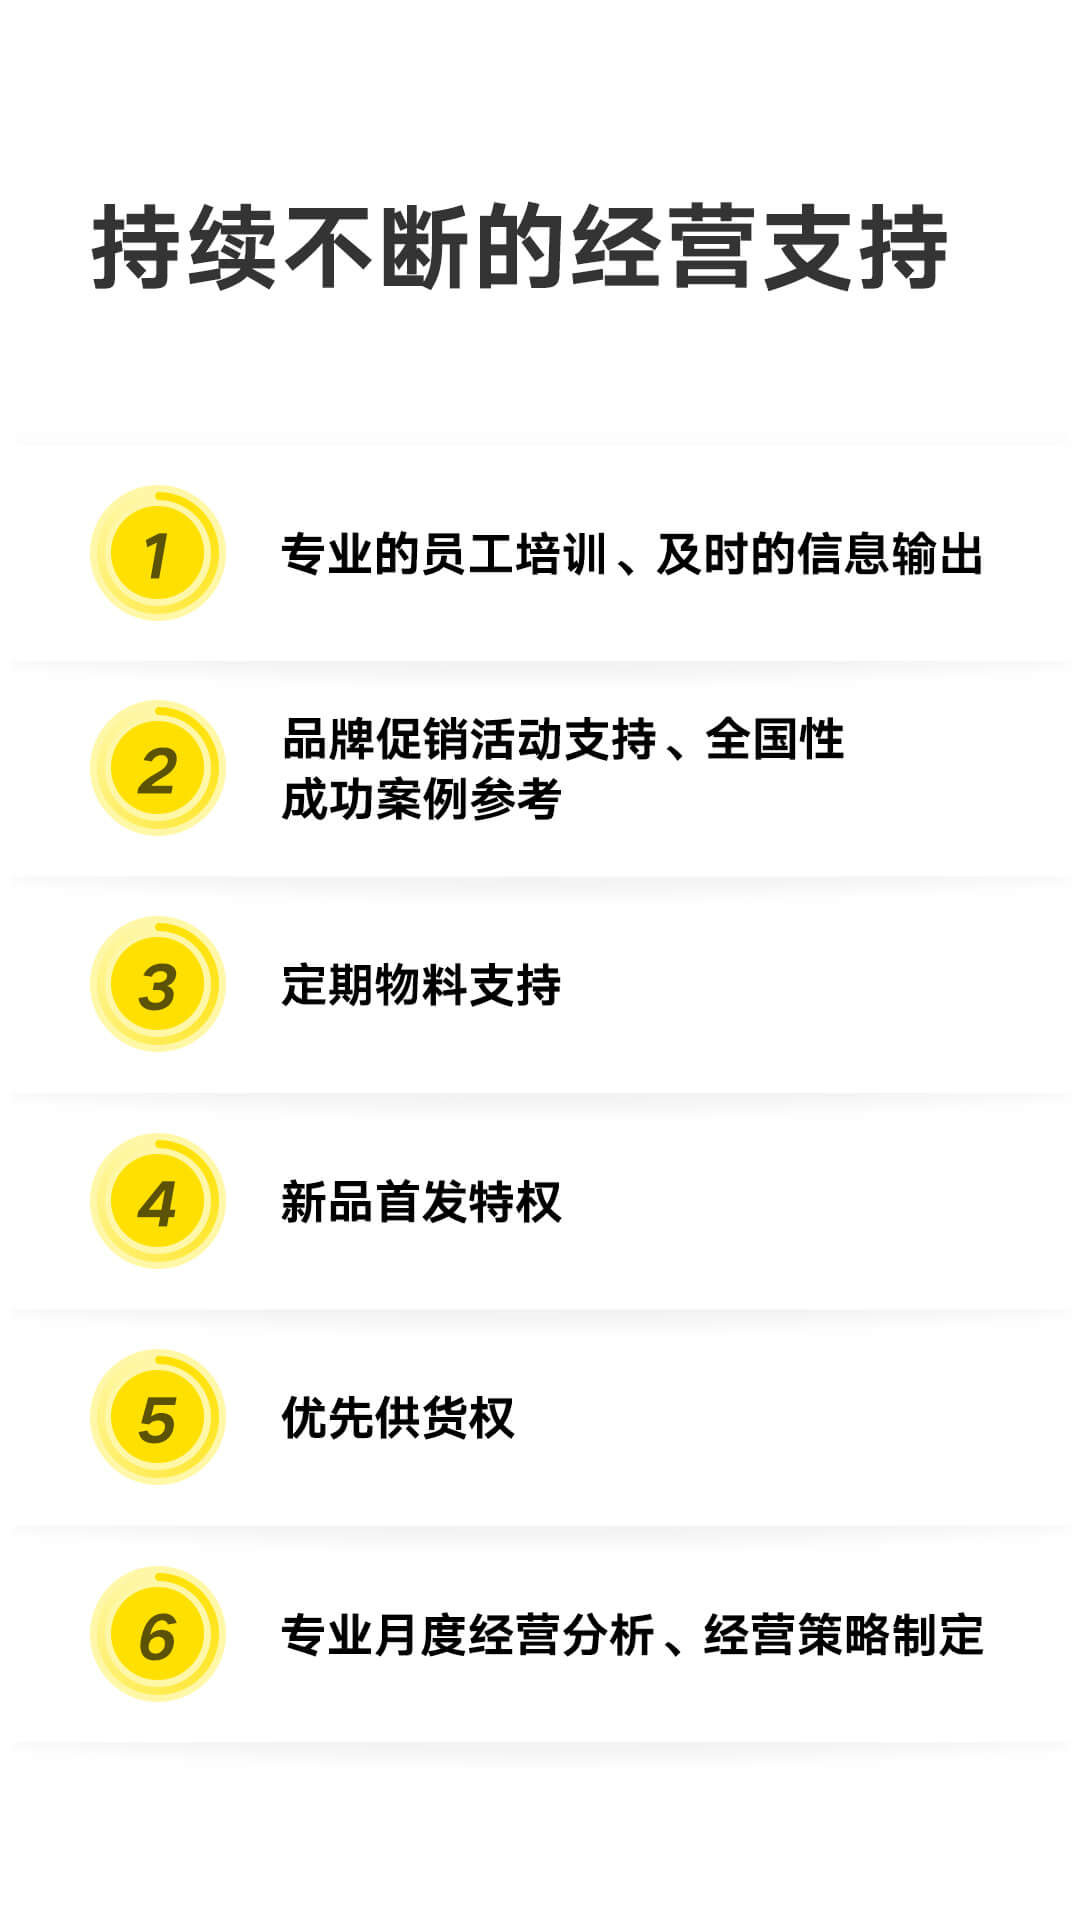 持续不断的经营支持
1
专业的员工培训、及时的信息输出
2
品牌促销活动支持、全国性
成功案例参考
3
定期物料支持
4
新品首发特权
5
优先供货权
6
专业月度经营分析、经营策略制定